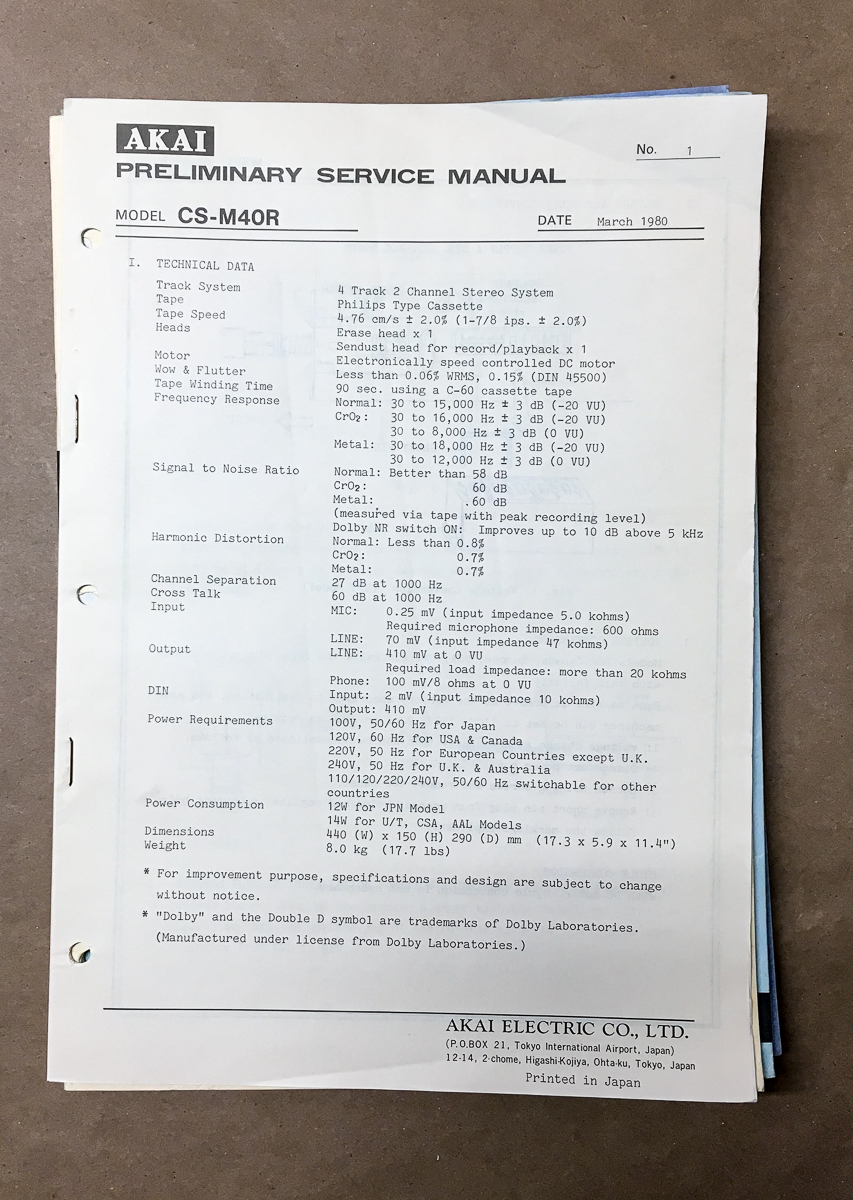 AKAI
No. 1
PRELIMINARY SERVICE MANUAL
MODEL CS-M40R
DATE March 1980
I. TECHNICAL DATA
Track System 4 Track 2 Channel Stereo System
Tape Philips Type Cassette
Tape Speed 4.76 cm/s ± 2.0% (1-7/8 ips. ± 2.0%)
Heads Erase head x 1
Sendust head for record/playback x 1
Motor Electronically speed controlled DC motor
Wow & Flutter Less than 0.06% WRMS, 0.15% (DIN 45500)
Tape Winding Time 90 sec. using a C-60 cassette tape
Frequency Response Normal: 30 to 15,000 Hz ± 3 dB (-20 VU)
CrO₂: 30 to 16,000 Hz ± 3 dB (-20 VU)
30 to 8,000 Hz ± 3 dB (0 VU)
Metal: 30 to 18,000 Hz ± 3 dB (-20 VU)
30 to 12,000 Hz ± 3 dB (0 VU)
Signal to Noise Ratio Normal: Better than 58 dB
CrO₂: 60 dB
Metal: 60 dB
(measured via tape with peak recording level)
Dolby NR switch ON: Improves up to 10 dB above 5 kHz
Harmonic Distortion Normal: Less than 0.8%
CrO₂: 0.7%
Metal: 0.7%
Channel Separation 27 dB at 1000 Hz
Cross Talk 60 dB at 1000 Hz
Input MIC: 0.25 mV (input impedance 5.0 kohms)
Required microphone impedance: 600 ohms
LINE: 70 mV (input impedance 47 kohms)
Output LINE: 410 mV at 0 VU
Required load impedance: more than 20 kohms
Phone: 100 mV/8 ohms at 0 VU
DIN Input: 2 mV (input impedance 10 kohms)
Output: 410 mV
Power Requirements 100V, 50/60 Hz for Japan
120V, 60 Hz for USA & Canada
220V, 50 Hz for European Countries except U.K.
240V, 50 Hz for U.K. & Australia
110/120/220/240V, 50/60 Hz switchable for other
countries
Power Consumption 12W for JPN Model
14W for U/T, CSA, AAL Models
Dimensions 440 (W) x 150 (H) 290 (D) mm (17.3 x 5.9 x 11.4")
Weight 8.0 kg (17.7 lbs)
* For improvement purpose, specifications and design are subject to change
without notice.
* "Dolby" and the Double D symbol are trademarks of Dolby Laboratories.
(Manufactured under license from Dolby Laboratories.)
AKAI ELECTRIC CO., LTD.
(P.O.BOX 21, Tokyo International Airport, Japan)
12-14, 2-chome, Higashi-Kojiya, Ohta-ku, Tokyo, Japan
Printed in Japan